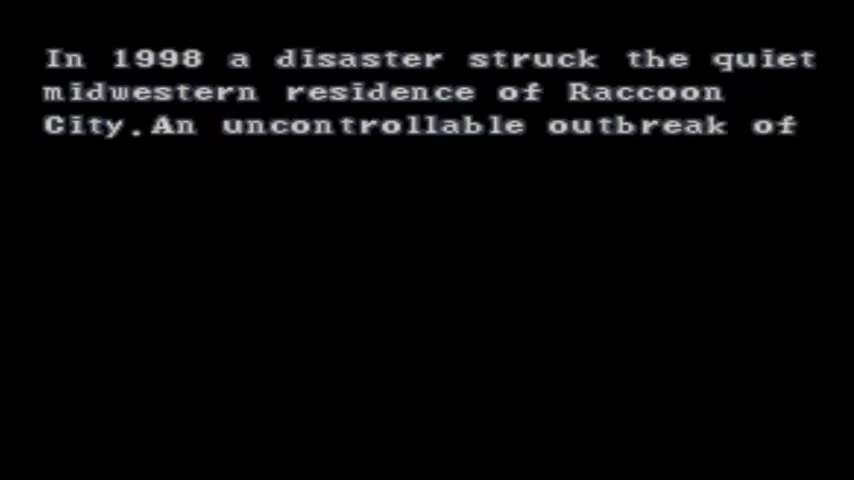 In 1998 a disaster struck the quiet
midwestern residence of Raccoon
City.An uncontrollable outbreak of